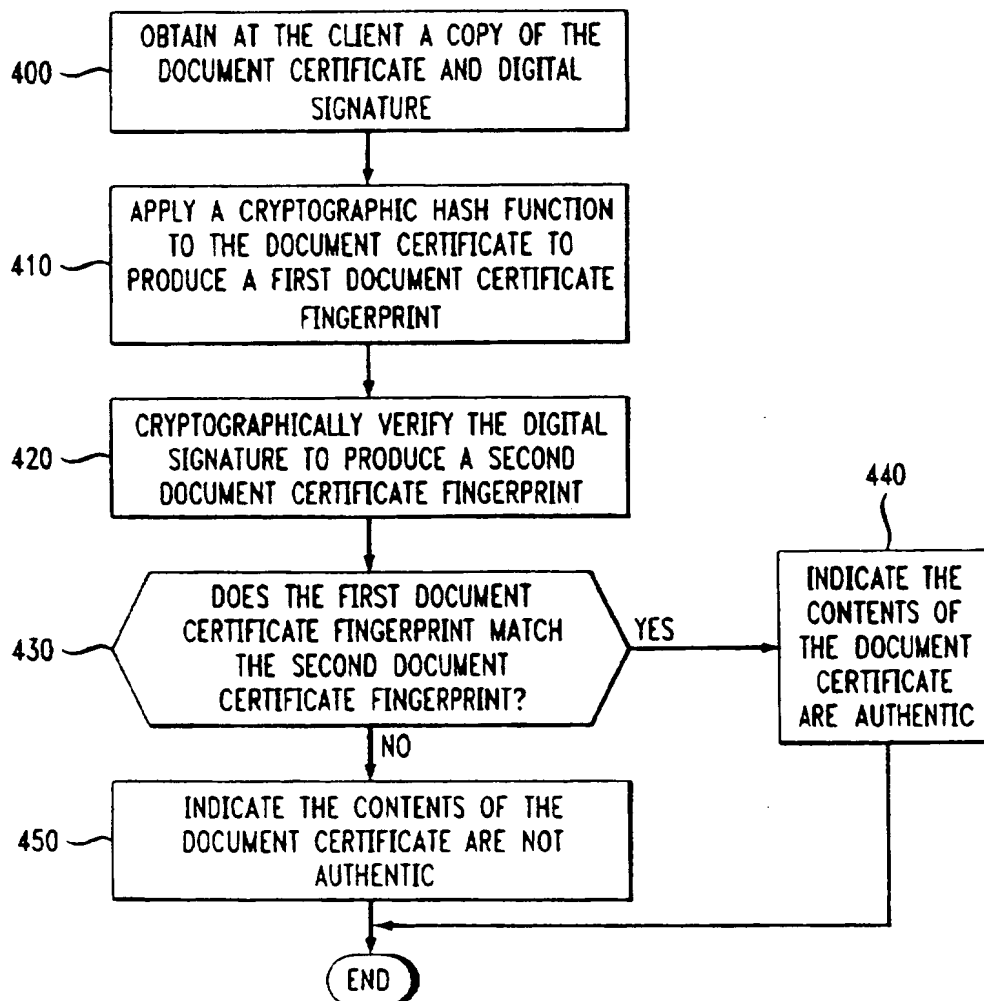 400
OBTAIN AT THE CLIENT A COPY OF THE
DOCUMENT CERTIFICATE AND DIGITAL
SIGNATURE
410
APPLY A CRYPTOGRAPHIC HASH FUNCTION
TO THE DOCUMENT CERTIFICATE TO
PRODUCE A FIRST DOCUMENT CERTIFICATE
FINGERPRINT
420
CRYPTOGRAPHICALLY VERIFY THE DIGITAL
SIGNATURE TO PRODUCE A SECOND
DOCUMENT CERTIFICATE FINGERPRINT
430
DOES THE FIRST DOCUMENT
CERTIFICATE FINGERPRINT MATCH
THE SECOND DOCUMENT
CERTIFICATE FINGERPRINT?
YES
440
INDICATE THE
CONTENTS OF
THE DOCUMENT
CERTIFICATE
ARE AUTHENTIC
NO
450
INDICATE THE CONTENTS OF THE
DOCUMENT CERTIFICATE ARE NOT
AUTHENTIC
END